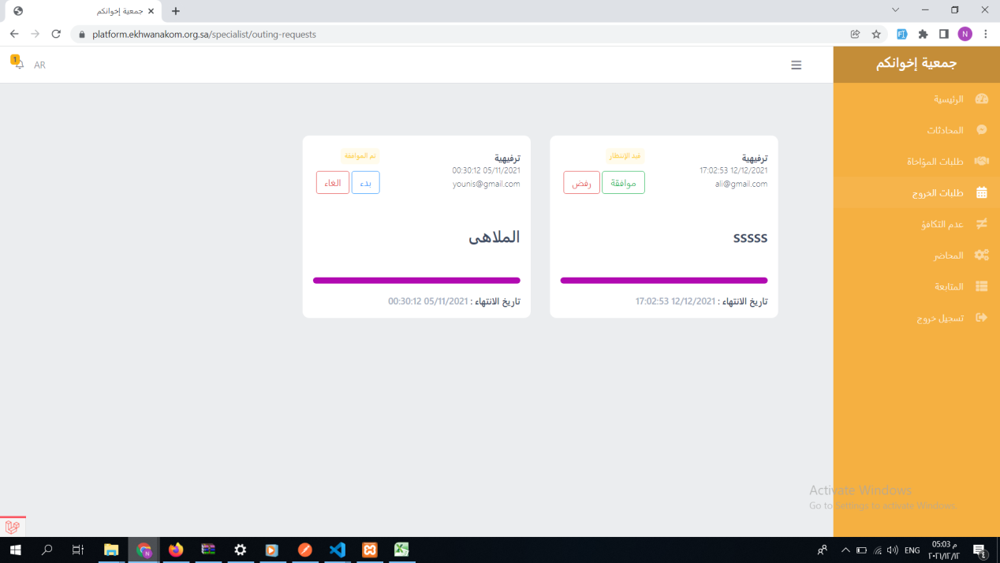 جمعية إخوانكم
platform.ekhwanakom.org.sa/specialist/outing-requests
N
1
AR
جمعية إخوانكم
الرئيسية
المحادثات
طلبات المؤاخاة
طلبات الخروج
عدم التكافؤ
المحاضر
المتابعة
تسجيل خروج
ترفيهية
12/12/2021 17:02:53
ali@gmail.com
قيد الإنتظار
موافقة
رفض
sssss
تاريخ الانتهاء : 12/12/2021 17:02:53
ترفيهية
05/11/2021 00:30:12
younis@gmail.com
تم الموافقة
بدء
الغاء
الملاهى
تاريخ الانتهاء : 05/11/2021 00:30:12
Activate Windows
Go to Settings to activate Windows.
ENG
05:03 م
٢٠٢١/١٢/١٢
٤